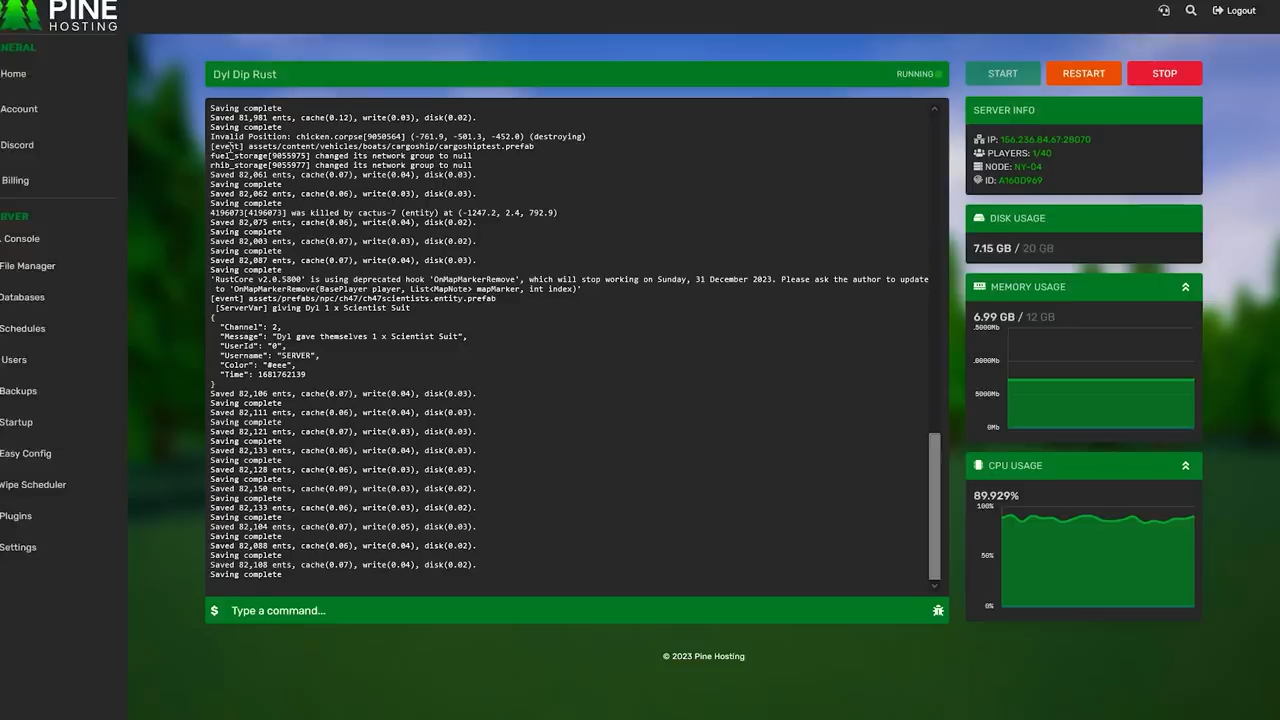 PINE
HOSTING
Logout
NERAL
Home
Account
Discord
Billing
RVER
Console
File Manager
Databases
Schedules
Users
Backups
Startup
Easy Config
Wipe Scheduler
Plugins
Settings
Dyl Dip Rust
RUNNING
Saving complete
Saved 81,981 ents, cache(0.12), write(0.03), disk(0.02).
Saving complete
Invalid Position: chicken.corpse[9050564] (-761.9, -501.3, -452.0) (destroying)
[event] assets/content/vehicles/boats/cargoship/cargoshiptest.prefab
fuel_storage[9055975] changed its network group to null
rhib_storage[9055977] changed its network group to null
Saved 82,061 ents, cache(0.07), write(0.04), disk(0.02).
Saving complete
Saved 82,062 ents, cache(0.06), write(0.03), disk(0.02).
Saving complete
4196073[4196073] was killed by cactus-7 (entity) at (-1247.2, 2.4, 792.9)
Saved 82,075 ents, cache(0.06), write(0.04), disk(0.02).
Saving complete
Saved 82,003 ents, cache(0.07), write(0.03), disk(0.02).
Saving complete
Saved 82,087 ents, cache(0.07), write(0.04), disk(0.02).
Saving complete
'RustCore v2.0.5800' is using deprecated hook 'OnMapMarkerRemove', which will stop working on Sunday, 31 December 2023. Please ask the author to update
to 'OnMapMarkerRemove(BasePlayer player, List<MapNote> mapMarker, int index)'
[event] assets/prefabs/npc/ch47/ch47scientists.entity.prefab
[ServerVar] giving Dyl 1 x Scientist Suit
{
"Channel": 2,
"Message": "Dyl gave themselves 1 x Scientist Suit",
"UserId": "0",
"Username": "SERVER",
"Color": "#eee",
"Time": 1681762139
}
Saved 82,106 ents, cache(0.07), write(0.04), disk(0.03).
Saving complete
Saved 82,111 ents, cache(0.06), write(0.04), disk(0.03).
Saving complete
Saved 82,121 ents, cache(0.07), write(0.03), disk(0.03).
Saving complete
Saved 82,133 ents, cache(0.06), write(0.04), disk(0.03).
Saving complete
Saved 82,128 ents, cache(0.06), write(0.03), disk(0.03).
Saving complete
Saved 82,150 ents, cache(0.09), write(0.03), disk(0.02).
Saving complete
Saved 82,133 ents, cache(0.06), write(0.03), disk(0.02).
Saving complete
Saved 82,104 ents, cache(0.07), write(0.05), disk(0.03).
Saving complete
Saved 82,088 ents, cache(0.06), write(0.04), disk(0.02).
Saving complete
Saved 82,108 ents, cache(0.07), write(0.04), disk(0.02).
Saving complete
$ Type a command...
START
RESTART
STOP
SERVER INFO
IP: 156.236.84.67:28070
PLAYERS: 1/40
NODE: NY-04
ID: A160D969
DISK USAGE
7.15 GB / 20 GB
MEMORY USAGE
6.99 GB / 12 GB
.5000Mb
.0000Mb
5000Mb
0Mb
CPU USAGE
89.929%
100%
50%
0%
© 2023 Pine Hosting